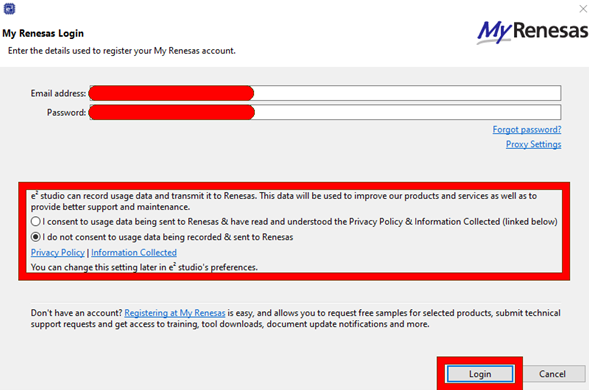 My Renesas Login
MyRenesas
Enter the details used to register your My Renesas account.
Email address:
Password:
Forgot password?
Proxy Settings
e² studio can record usage data and transmit it to Renesas. This data will be used to improve our products and services as well as to
provide better support and maintenance.
I consent to usage data being sent to Renesas & have read and understood the Privacy Policy & Information Collected (linked below)
I do not consent to usage data being recorded & sent to Renesas
Privacy Policy | Information Collected
You can change this setting later in e² studio's preferences.
Don't have an account? Registering at My Renesas is easy, and allows you to request free samples for selected products, submit technical
support requests and get access to training, tool downloads, document update notifications and more.
Login Cancel